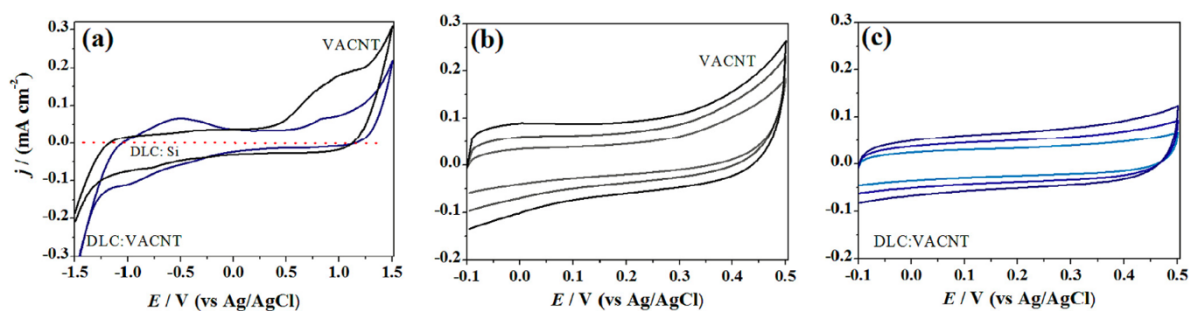 (a)
VACNT
DLC: Si
DLC:VACNT
j / (mA cm⁻²)
0.3
0.2
0.1
0.0
-0.1
-0.2
-0.3
-1.5 -1.0 -0.5 0.0 0.5 1.0 1.5
E / V (vs Ag/AgCl)
(b)
VACNT
0.3
0.2
0.1
0.0
-0.1
-0.2
-0.1 0.0 0.1 0.2 0.3 0.4 0.5
E / V (vs Ag/AgCl)
(c)
DLC:VACNT
0.3
0.2
0.1
0.0
-0.1
-0.2
-0.1 0.0 0.1 0.2 0.3 0.4 0.5
E / V (vs Ag/AgCl)